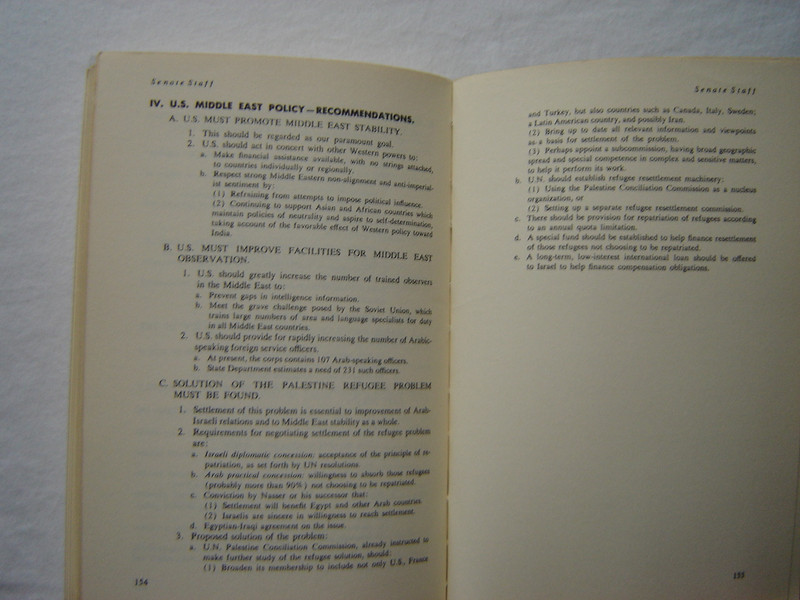 Senate Staff
IV. U.S. MIDDLE EAST POLICY—RECOMMENDATIONS.
A. U.S. MUST PROMOTE MIDDLE EAST STABILITY.
1. This should be regarded as our paramount goal.
2. U.S. should act in concert with other Western powers to:
a. Make financial assistance available, with no strings attached,
to countries individually or regionally.
b. Respect strong Middle Eastern non-alignment and anti-imperial-
ist sentiment by:
(1) Refraining from attempts to impose political influence.
(2) Continuing to support Asian and African countries which
maintain policies of neutrality and aspire to self-determination,
taking account of the favorable effect of Western policy toward
India.
B. U.S. MUST IMPROVE FACILITIES FOR MIDDLE EAST
OBSERVATION.
1. U.S. should greatly increase the number of trained observers
in the Middle East to:
a. Prevent gaps in intelligence information.
b. Meet the grave challenge posed by the Soviet Union, which
trains large numbers of area and language specialists for duty
in all Middle East countries.
2. U.S. should provide for rapidly increasing the number of Arabic-
speaking foreign service officers.
a. At present, the corps contains 107 Arab-speaking officers.
b. State Department estimates a need of 231 such officers.
C. SOLUTION OF THE PALESTINE REFUGEE PROBLEM
MUST BE FOUND.
1. Settlement of this problem is essential to improvement of Arab-
Israeli relations and to Middle East stability as a whole.
2. Requirements for negotiating settlement of the refugee problem
are:
a. Israeli diplomatic concession: acceptance of the principle of re-
patriation, as set forth by UN resolutions.
b. Arab practical concession: willingness to absorb those refugees
(probably more than 90%) not choosing to be repatriated.
c. Conviction by Nasser or his successor that:
(1) Settlement will benefit Egypt and other Arab countries.
(2) Israelis are sincere in willingness to reach settlement.
d. Egyptian-Iraqi agreement on the issue.
3. Proposed solution of the problem:
a. U.N. Palestine Conciliation Commission, already instructed to
make further study of the refugee solution, should:
(1) Broaden its membership to include not only U.S., France
154
Senate Staff
and Turkey, but also countries such as Canada, Italy, Sweden;
a Latin American country, and possibly Iran.
(2) Bring up to date all relevant information and viewpoints
as a basis for settlement of the problem.
(3) Perhaps appoint a subcommission, having broad geographic
spread and special competence in complex and sensitive matters,
to help it perform its work.
b. U.N. should establish refugee resettlement machinery:
(1) Using the Palestine Conciliation Commission as a nucleus
organization, or
(2) Setting up a separate refugee resettlement commission.
c. There should be provision for repatriation of refugees according
to an annual quota limitation.
d. A special fund should be established to help finance resettlement
of those refugees not choosing to be repatriated.
e. A long-term, low-interest international loan should be offered
to Israel to help finance compensation obligations.
155